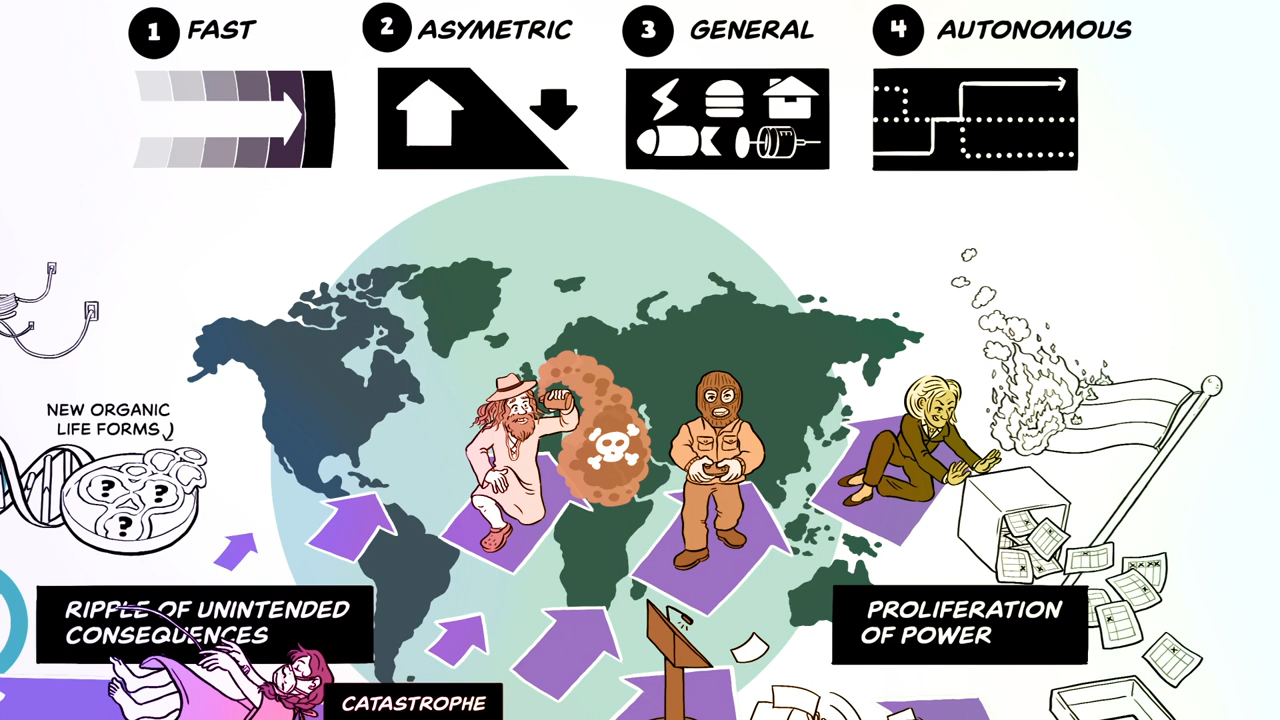 1 FAST
2 ASYMETRIC
3 GENERAL
4 AUTONOMOUS
NEW ORGANIC
LIFE FORMS
? ?
?
RIPPLE OF UNINTENDED
CONSEQUENCES
PROLIFERATION
OF POWER
CATASTROPHE